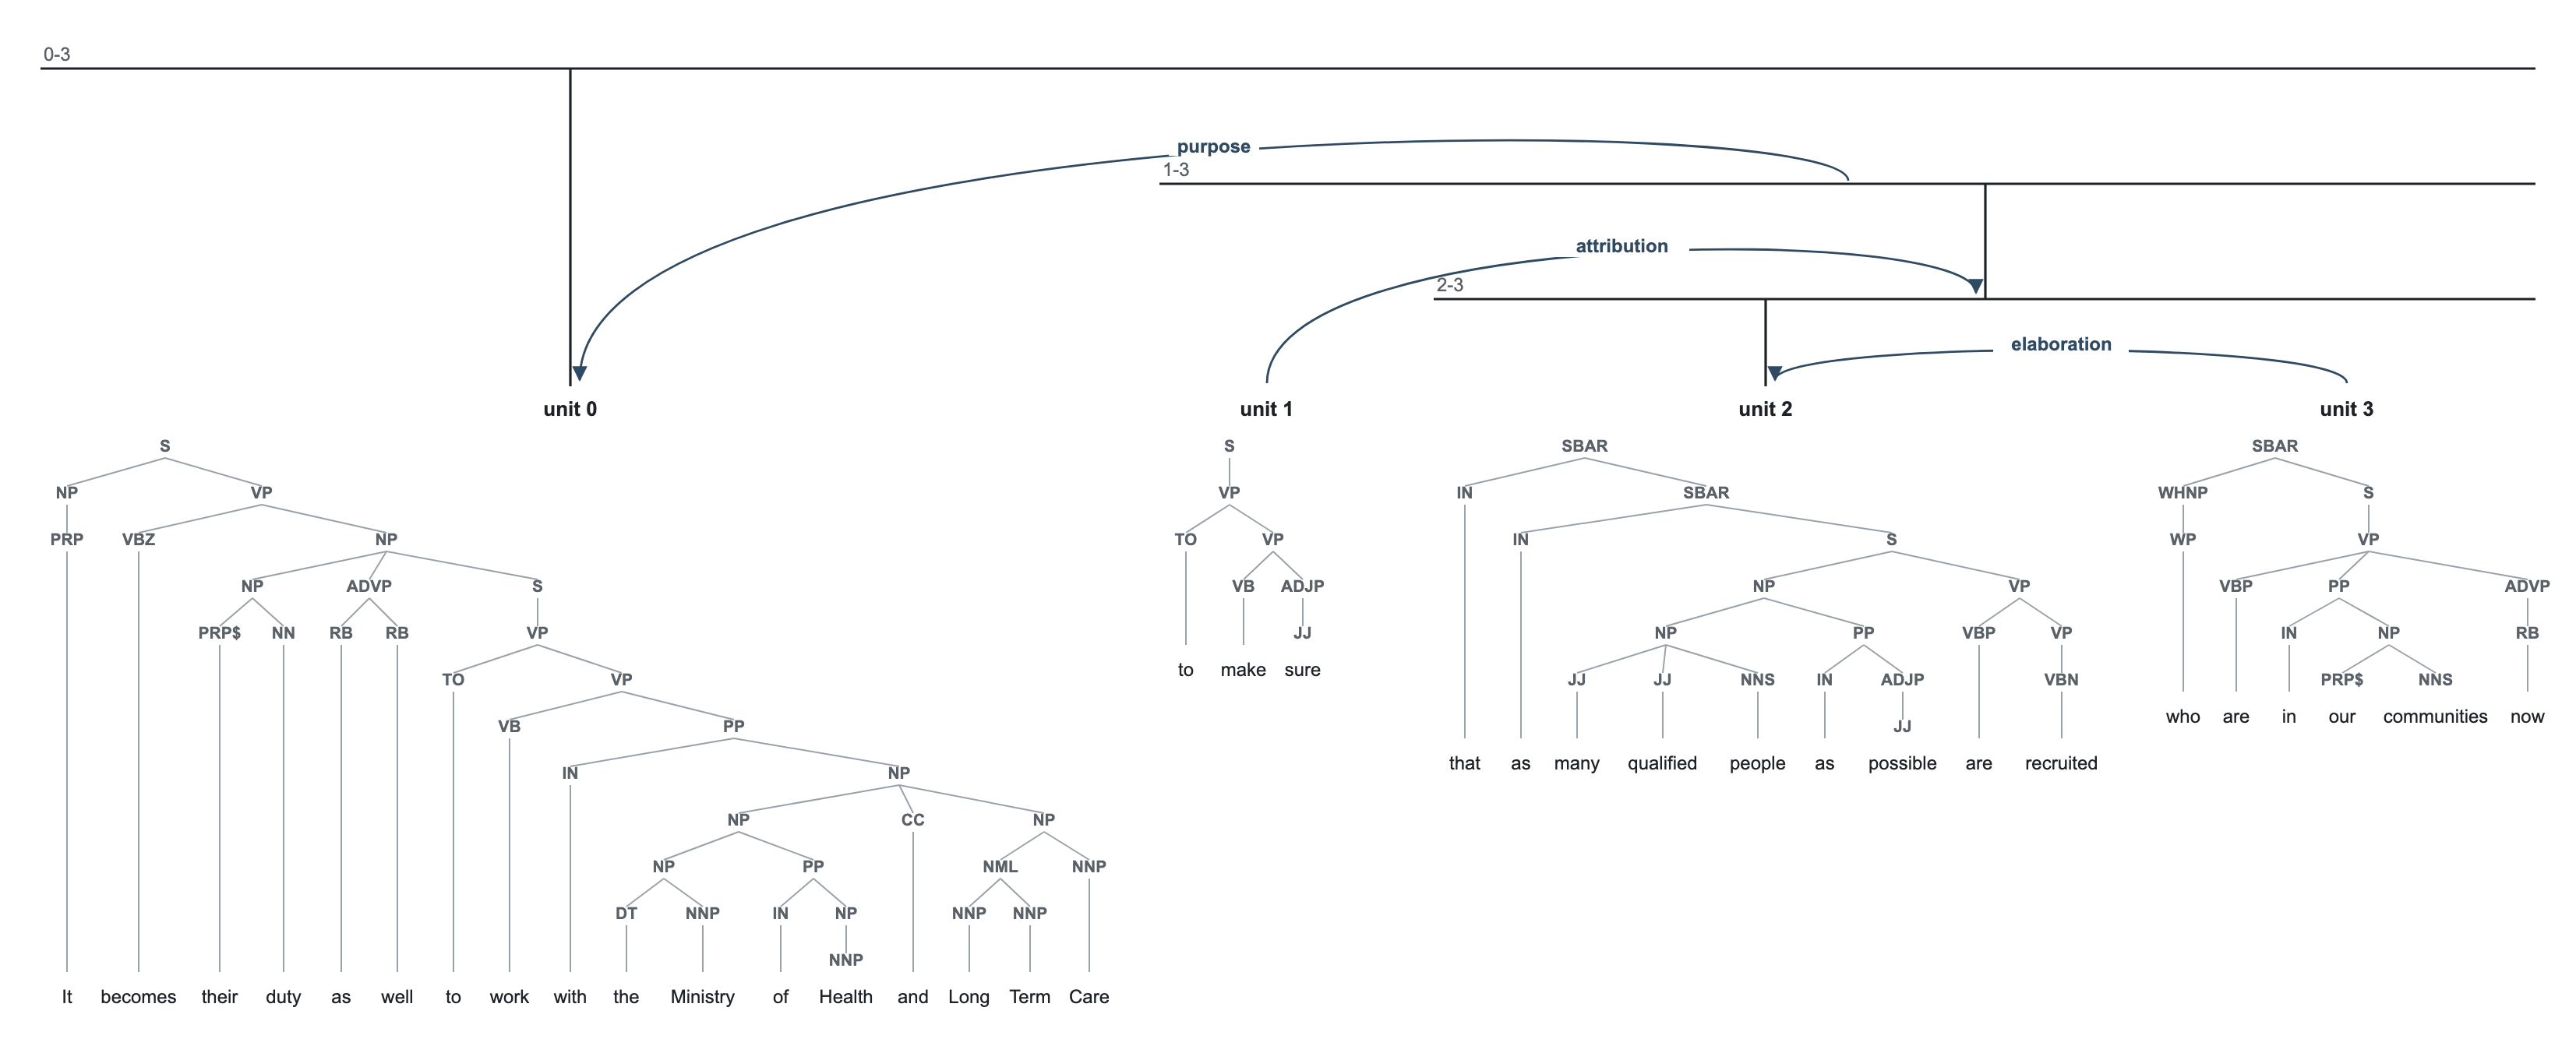 0-3
purpose
1-3
attribution
2-3
elaboration
unit 0 unit 1 unit 2 unit 3
S S SBAR SBAR
NP VP VP IN SBAR WHNP S
PRP VBZ NP TO VP IN S WP VP
NP ADVP S VB ADJP NP VP VBP PP ADVP
PRP$ NN RB RB VP JJ NP PP VBP VP IN NP RB
to make sure
TO VP JJ JJ NNS IN ADJP VBN PRP$ NNS
who are in our communities now
VB PP JJ
that as many qualified people as possible are recruited
IN NP
NP CC NP
NP PP NML NNP
DT NNP IN NP NNP NNP
NNP
It becomes their duty as well to work with the Ministry of Health and Long Term Care